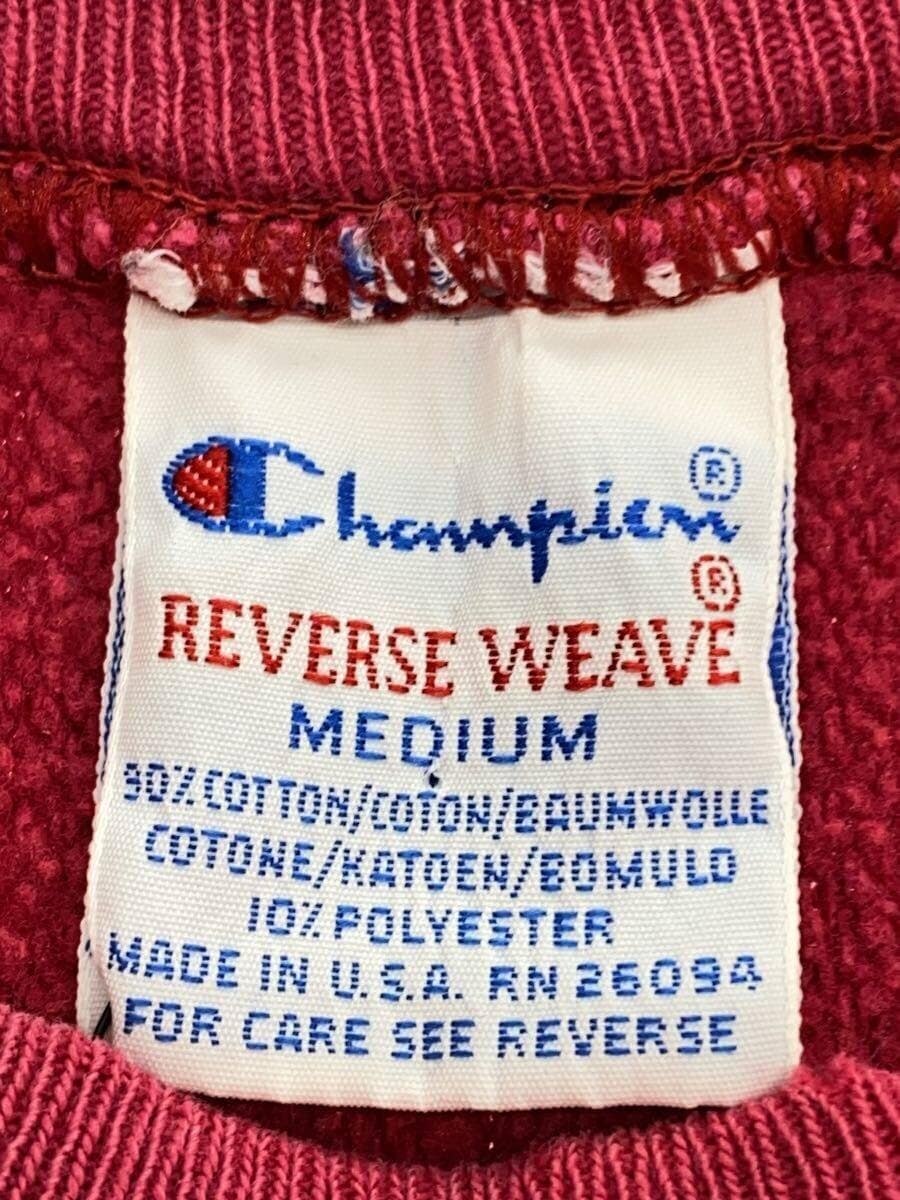 Champion®
REVERSE WEAVE®
MEDIUM
90% COTTON/COTON/BAUMWOLLE
COTONE/KATOEN/BOMULD
10% POLYESTER
MADE IN U.S.A. RN 26094
FOR CARE SEE REVERSE